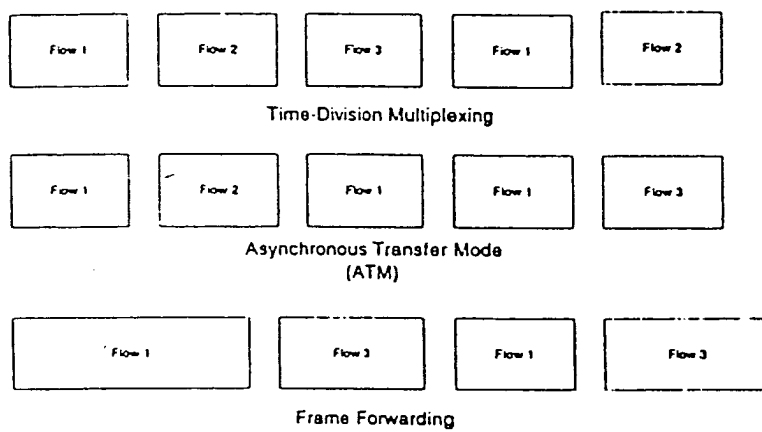 Flow 1 Flow 2 Flow 3 Flow 1 Flow 2
Time-Division Multiplexing
Flow 1 Flow 2 Flow 1 Flow 1 Flow 3
Asynchronous Transfer Mode
(ATM)
Flow 1 Flow 3 Flow 1 Flow 3
Frame Forwarding